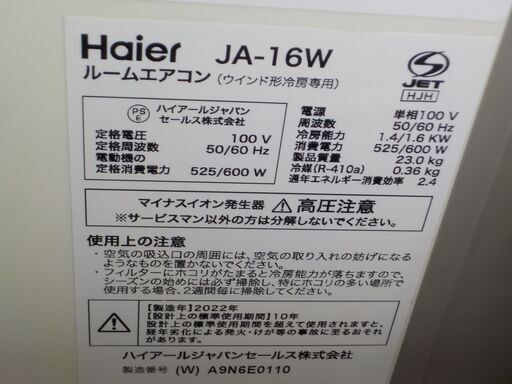 Haier JA-16W
ルームエアコン (ウインド形冷房専用)
S JET
HJH
PS E ハイアールジャパン
セールス株式会社
定格電圧 100 V
定格周波数 50/60 Hz
電動機の
定格消費電力 525/600 W
電源 単相100 V
周波数 50/60 Hz
冷房能力 1.4/1.6 KW
消費電力 525/600 W
製品質量 23.0 kg
冷媒(R-410a) 0.36 kg
通年エネルギー消費効率 2.4
マイナスイオン発生器 高圧注意
※サービスマン以外の方は分解しないでください。
使用上の注意
・空気の吸込口の周囲には、空気の取り入れの妨げになる
ようなものを置かないでください。
・フィルターにホコリがたまると冷房能力が落ちますので、
シーズンの始めには必ず掃除し、特にホコリの多い場所で
使用する場合、2週間毎に掃除してください。
【製造年】2022年
【設計上の標準使用期間】10年
設計上の標準使用期間を超えて使用されますと、
経年劣化による発火・けが等の事故に至るおそれが
あります。
ハイアールジャパンセールス株式会社
製造番号 (W) A9N6E0110